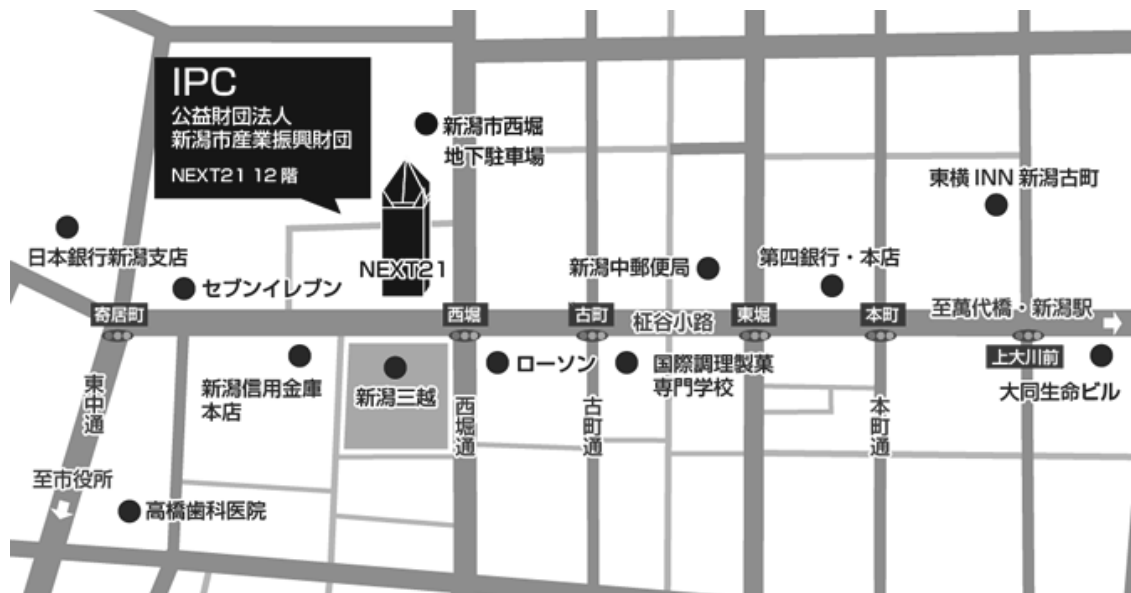 IPC
公益財団法人
新潟市産業振興財団
NEXT21 12階
新潟市西堀
地下駐車場
東横INN 新潟古町
日本銀行新潟支店
セブンイレブン
NEXT21
新潟中郵便局
第四銀行・本店
寄居町
西堀
古町
柾谷小路
東堀
本町
至萬代橋・新潟駅
上大川前
東中通
新潟信用金庫
本店
新潟三越
西堀通
ローソン
古町通
国際調理製菓
専門学校
本町通
大同生命ビル
至市役所
高橋歯科医院